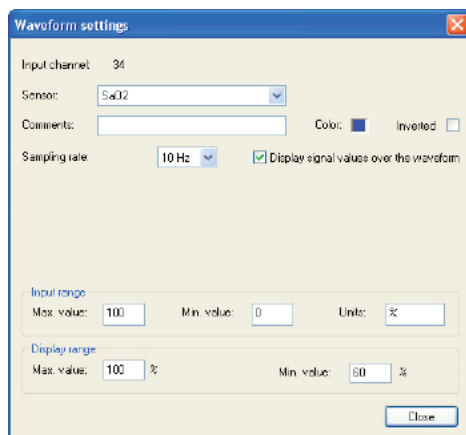 Waveform settings
Input channel: 34
Sensor: SaO2
Comments: Color: Inverted
Sampling rate: 10 Hz Display signal values over the waveform
Input range
Max. value: 100 Min. value: 0 Units: %
Display range
Max. value: 100 % Min. value: 60 %
Close